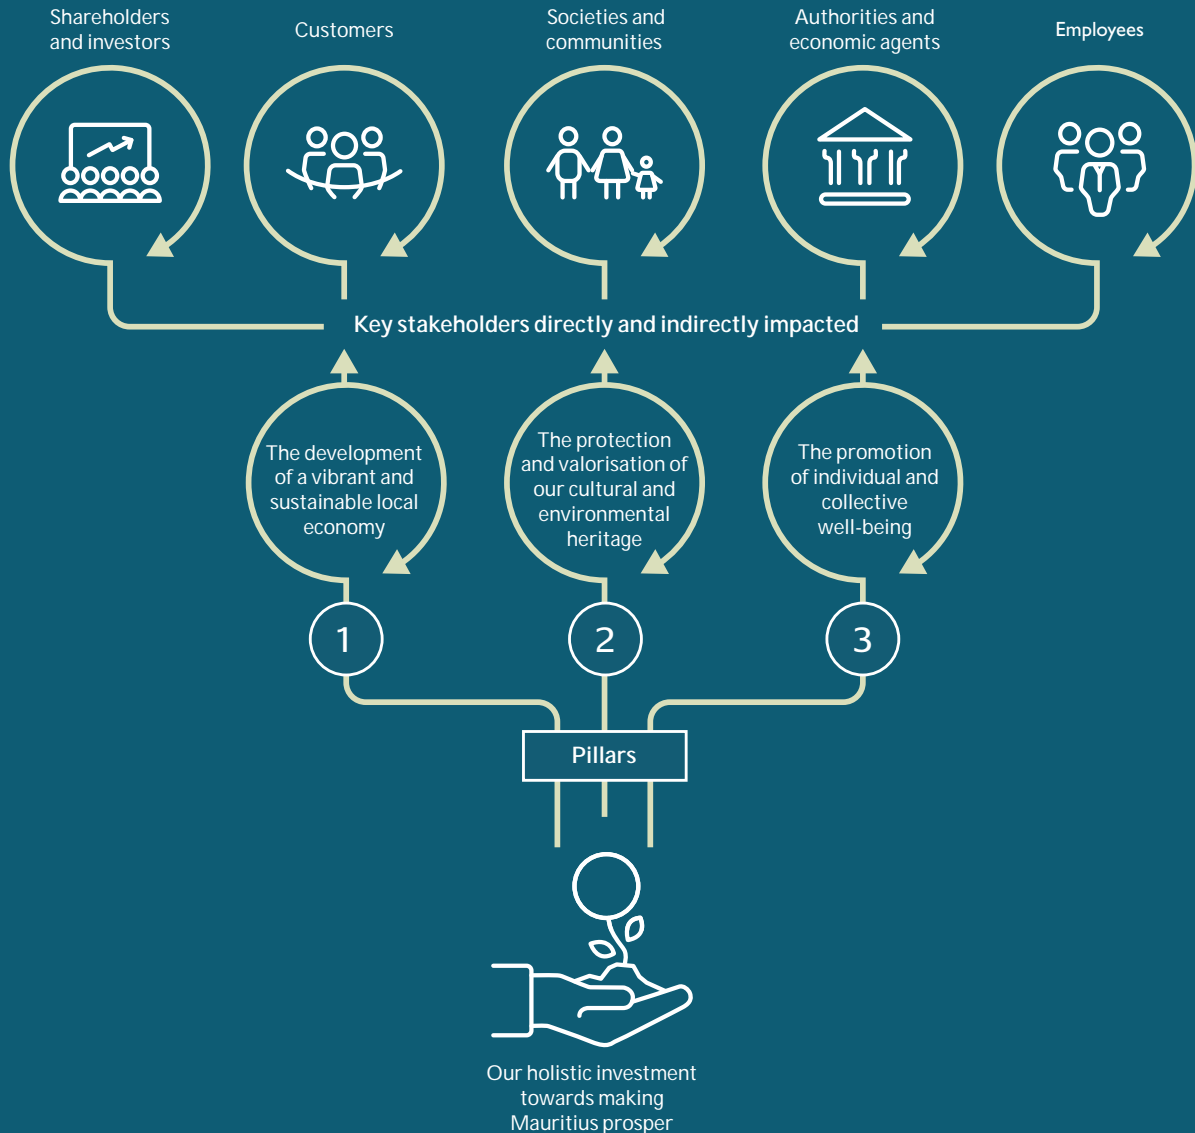 Shareholders
and investors
Customers
Societies and
communities
Authorities and
economic agents
Employees
Key stakeholders directly and indirectly impacted
The development
of a vibrant and
sustainable local
economy
The protection
and valorisation of
our cultural and
environmental
heritage
The promotion
of individual and
collective
well-being
1
2
3
Pillars
Our holistic investment
towards making
Mauritius prosper